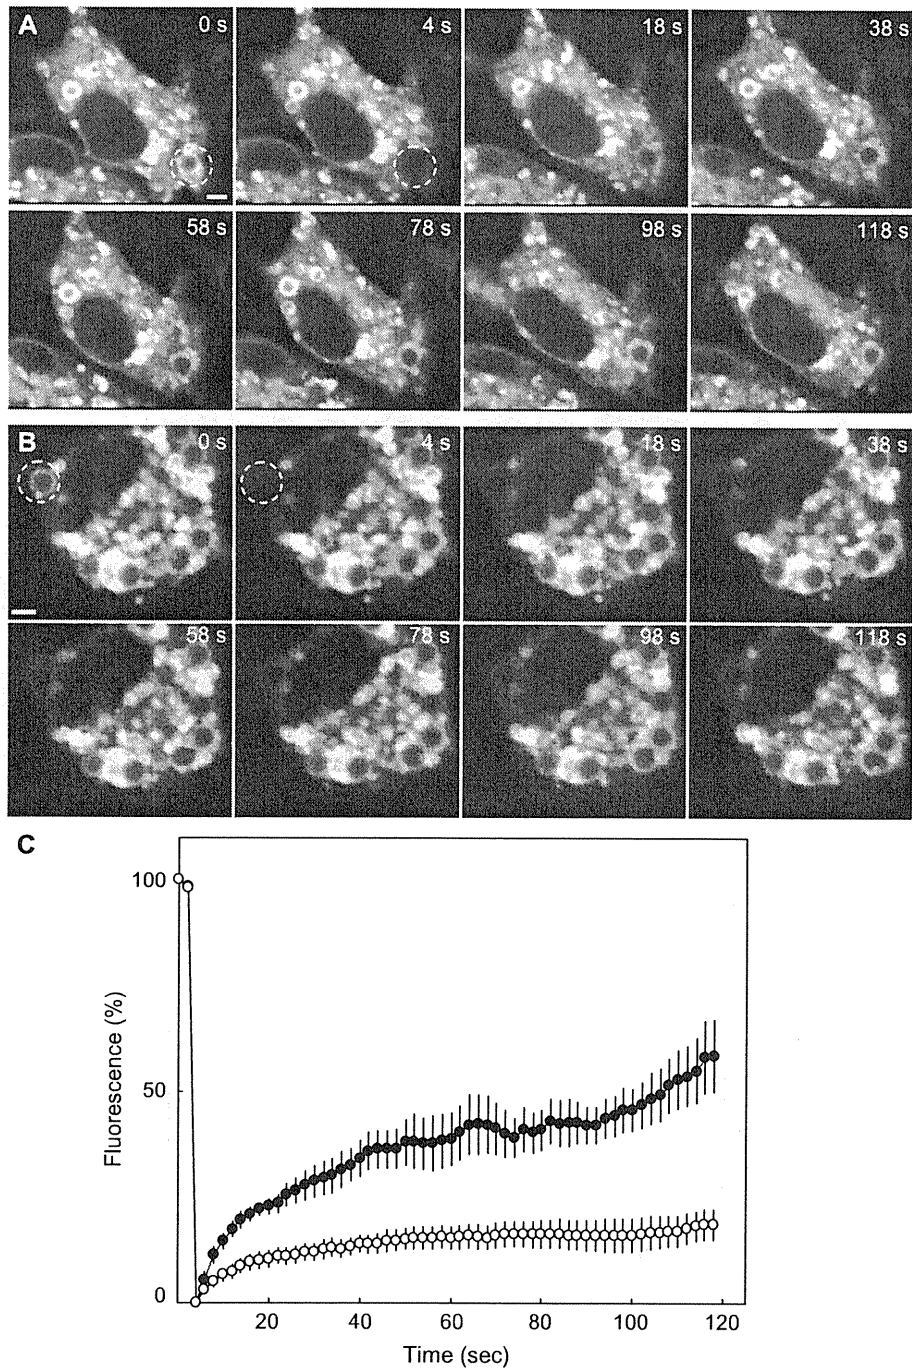 A 0 s 4 s 18 s 38 s
58 s 78 s 98 s 118 s
B 0 s 4 s 18 s 38 s
58 s 78 s 98 s 118 s
C
100
50
0
Fluorescence (%)
20 40 60 80 100 120
Time (sec)